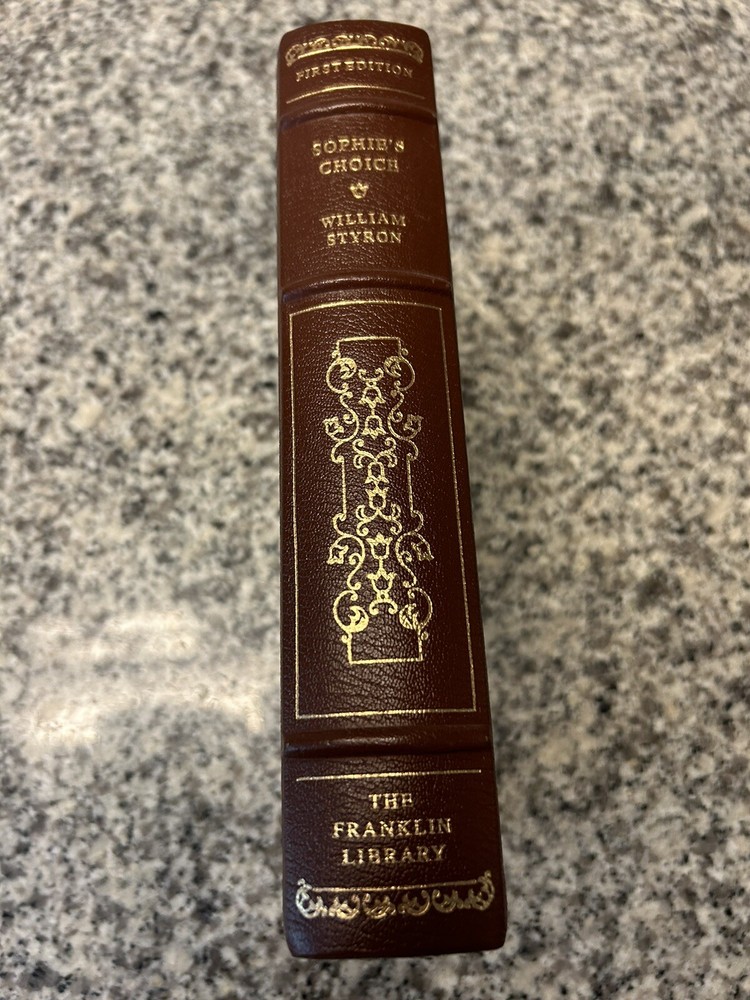 FIRST EDITION
SOPHIE'S
CHOICE
WILLIAM
STYRON
THE
FRANKLIN
LIBRARY